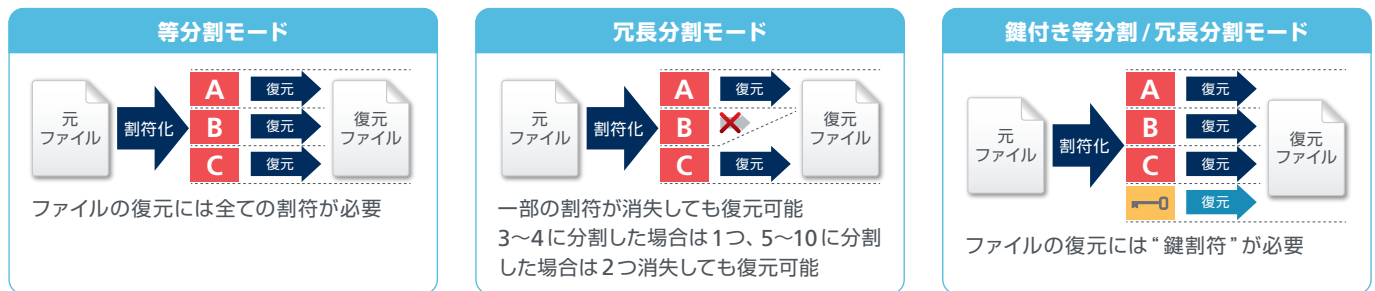 等分割モード
元
ファイル
割符化
A
復元
B
復元
C
復元
復元
ファイル
ファイルの復元には全ての割符が必要
冗長分割モード
元
ファイル
割符化
A
復元
B
C
復元
復元
ファイル
一部の割符が消失しても復元可能
3〜4に分割した場合は1つ、5〜10に分割
した場合は2つ消失しても復元可能
鍵付き等分割/冗長分割モード
元
ファイル
割符化
A
復元
B
復元
C
復元
復元
復元
ファイル
ファイルの復元には“鍵割符”が必要